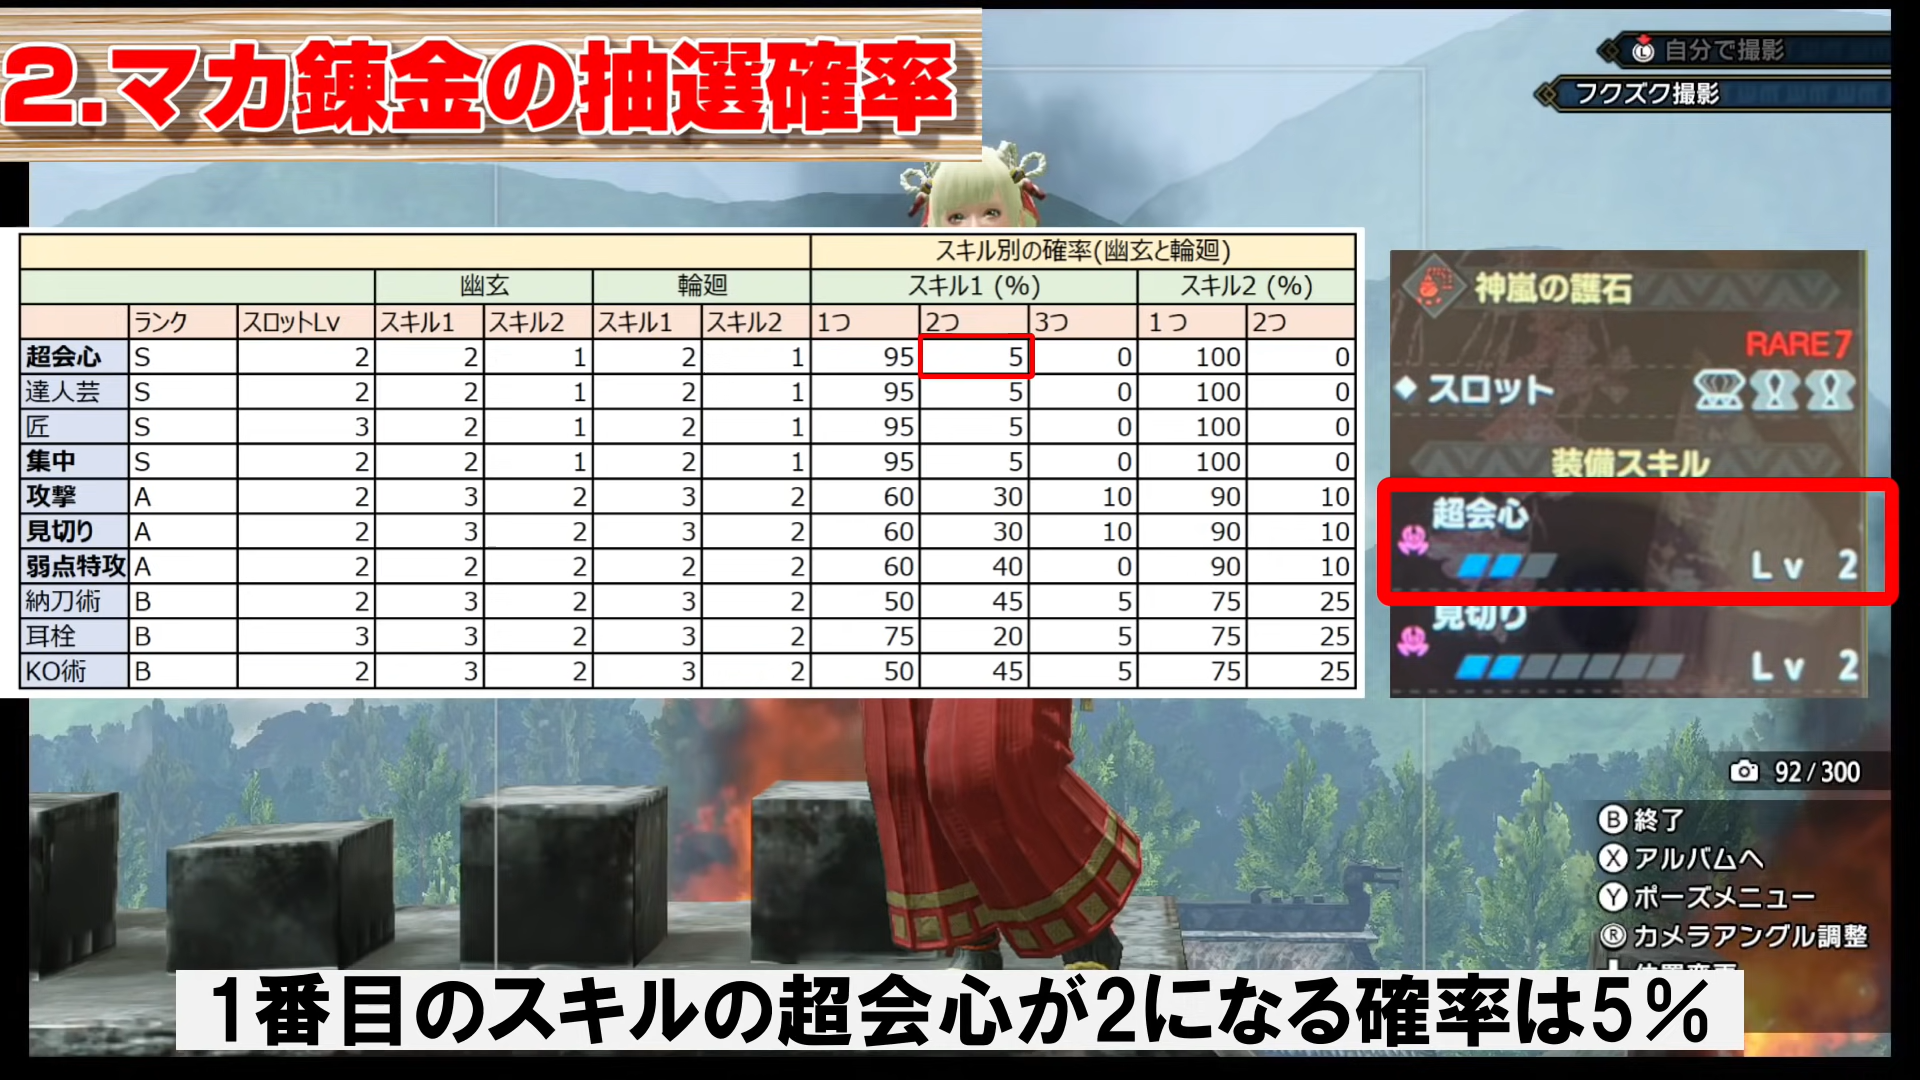 2.マカ錬金の抽選確率
自分で撮影
フクズク撮影
スキル別の確率(幽玄と輪廻)
幽玄 輪廻 スキル1 (%) スキル2 (%)
ランク スロットLv スキル1 スキル2 スキル1 スキル2 1つ 2つ 3つ 1つ 2つ
超会心 S 2 2 1 2 1 95 5 0 100 0
達人芸 S 2 2 1 2 1 95 5 0 100 0
匠 S 3 2 1 2 1 95 5 0 100 0
集中 S 2 2 1 2 1 95 5 0 100 0
攻撃 A 2 3 2 3 2 60 30 10 90 10
見切り A 2 3 2 3 2 60 30 10 90 10
弱点特攻 A 2 2 2 2 2 60 40 0 90 10
納刀術 B 2 3 2 3 2 50 45 5 75 25
耳栓 B 3 3 2 3 2 75 20 5 75 25
KO術 B 2 3 2 3 2 50 45 5 75 25
神嵐の護石
RARE7
スロット
装備スキル
超会心
Lv 2
見切り
Lv 2
92/300
B 終了
X アルバムへ
Y ポーズメニュー
R カメラアングル調整
1番目のスキルの超会心が2になる確率は5%